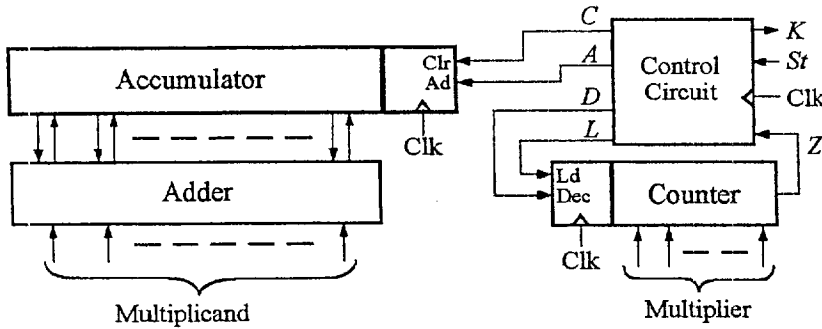 Accumulator
Clr
Ad
Clk
Adder
Multiplicand
C
A
D
L
Control
Circuit
K
St
Clk
Z
Ld
Dec
Counter
Clk
Multiplier